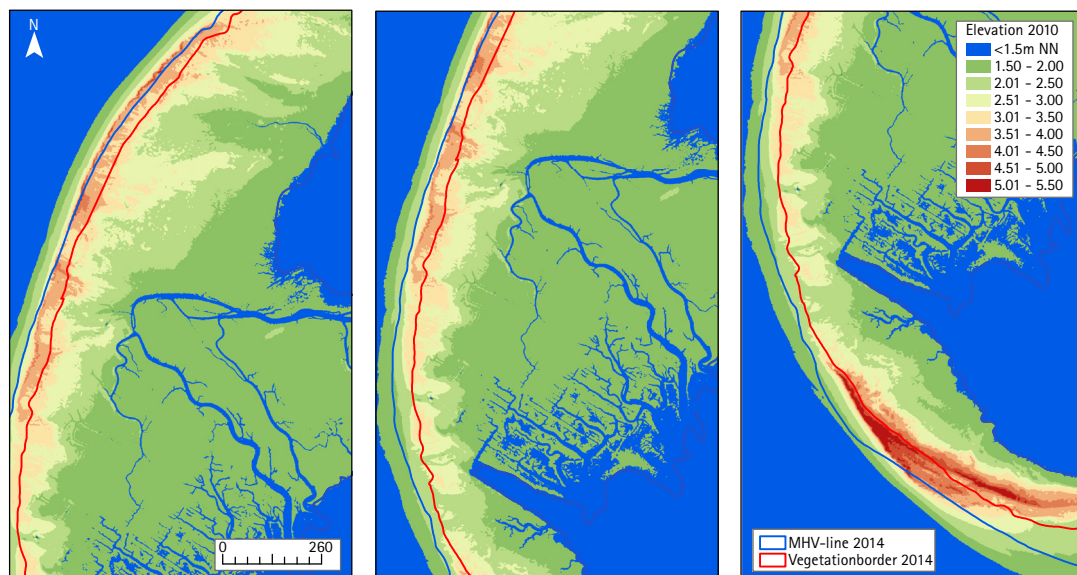 N
0 260
Elevation 2010
<1.5m NN
1.50 - 2.00
2.01 - 2.50
2.51 - 3.00
3.01 - 3.50
3.51 - 4.00
4.01 - 4.50
4.51 - 5.00
5.01 - 5.50
MHV-line 2014
Vegetationborder 2014